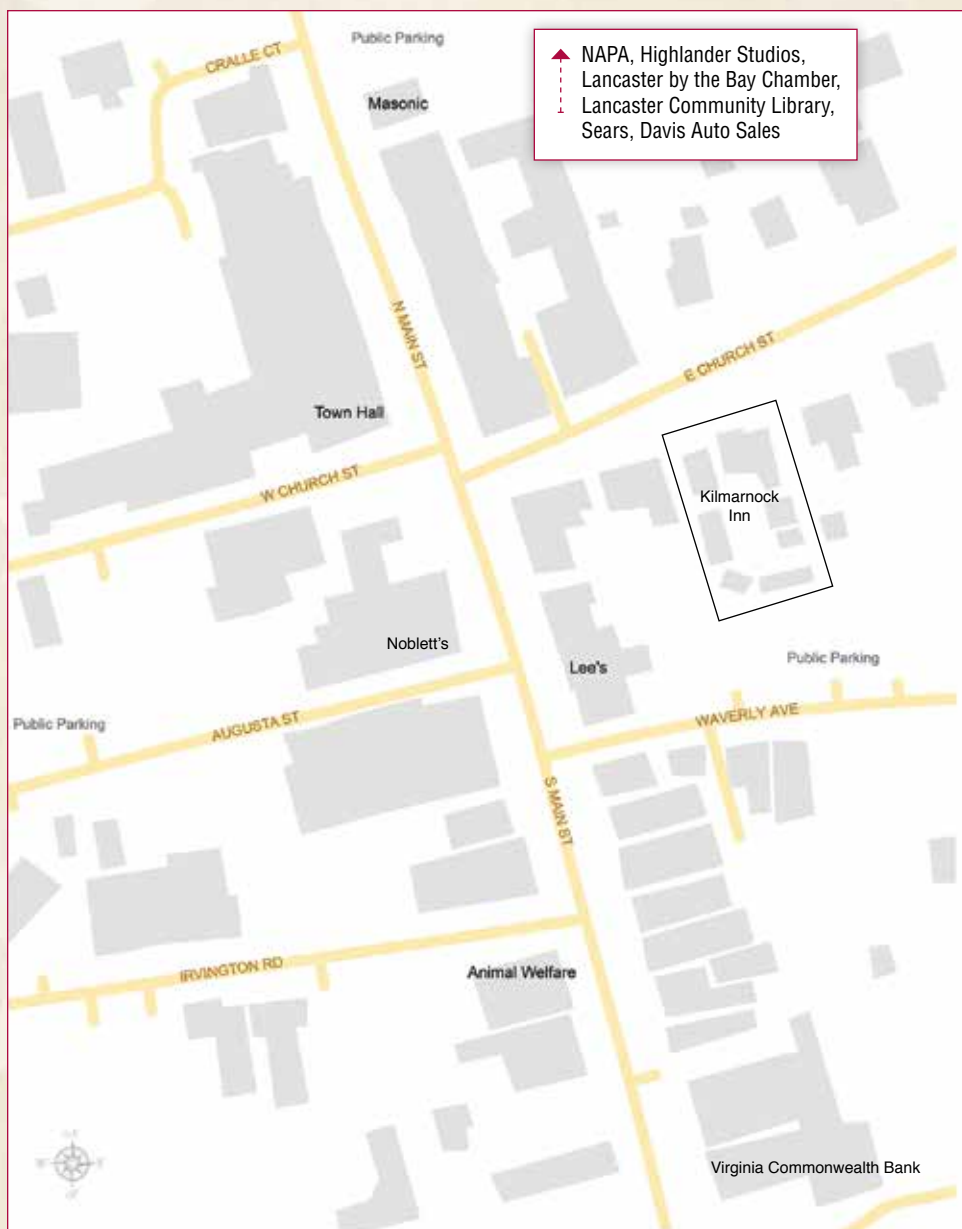 Public Parking
CRALLE CT
Masonic
NAPA, Highlander Studios,
Lancaster by the Bay Chamber,
Lancaster Community Library,
Sears, Davis Auto Sales
N MAIN ST
E CHURCH ST
Town Hall
W CHURCH ST
Kilmarnock
Inn
Noblett's
Lee's
Public Parking
Public Parking
AUGUSTA ST
WAVERLY AVE
S MAIN ST
IRVINGTON RD
Animal Welfare
Virginia Commonwealth Bank